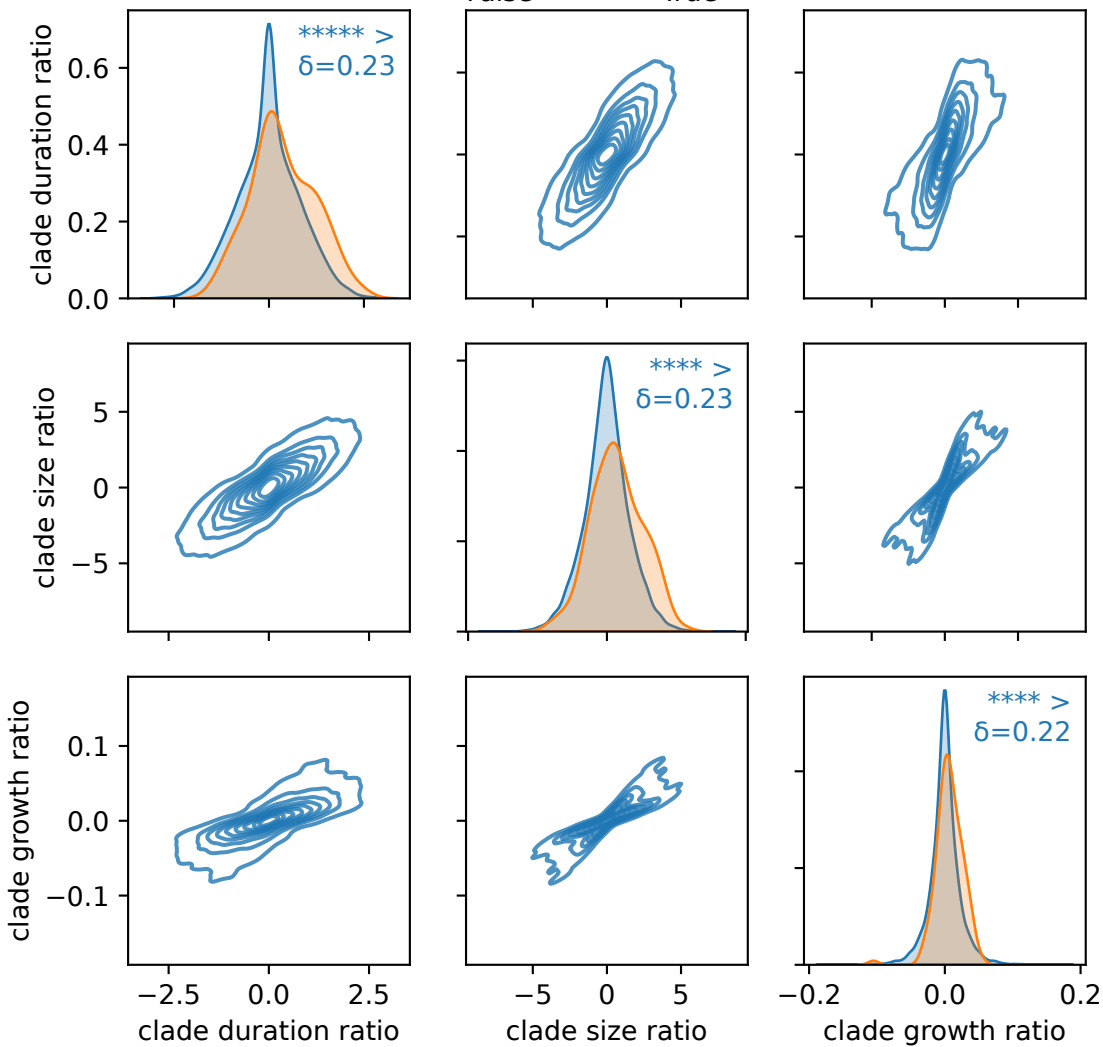 clade duration ratio
0.6
0.4
0.2
0.0
***** >
δ=0.23
clade size ratio
5
0
−5
**** >
δ=0.23
clade growth ratio
0.1
0.0
−0.1
**** >
δ=0.22
−2.5 0.0 2.5
−5 0 5
−0.2 0.0 0.2
clade duration ratio
clade size ratio
clade growth ratio